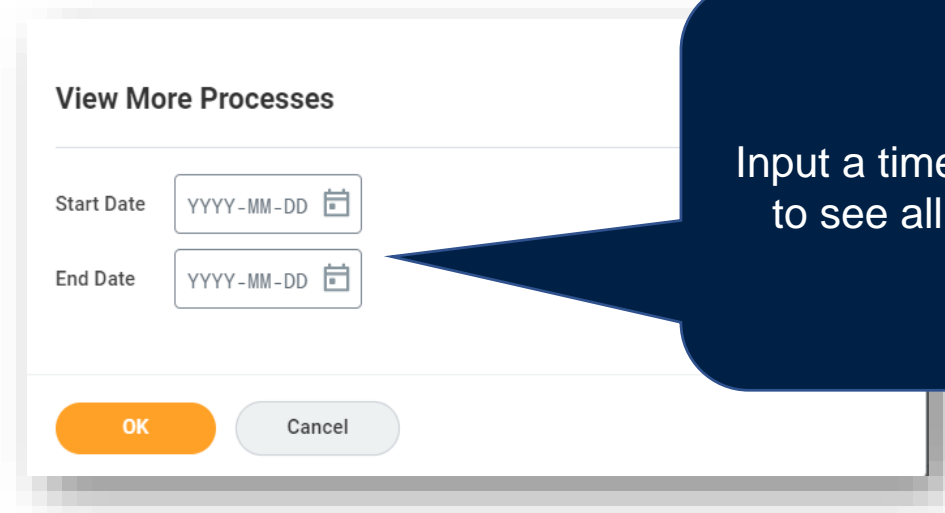 View More Processes
Input a time
to see all
Start Date YYYY-MM-DD
End Date YYYY-MM-DD
OK Cancel